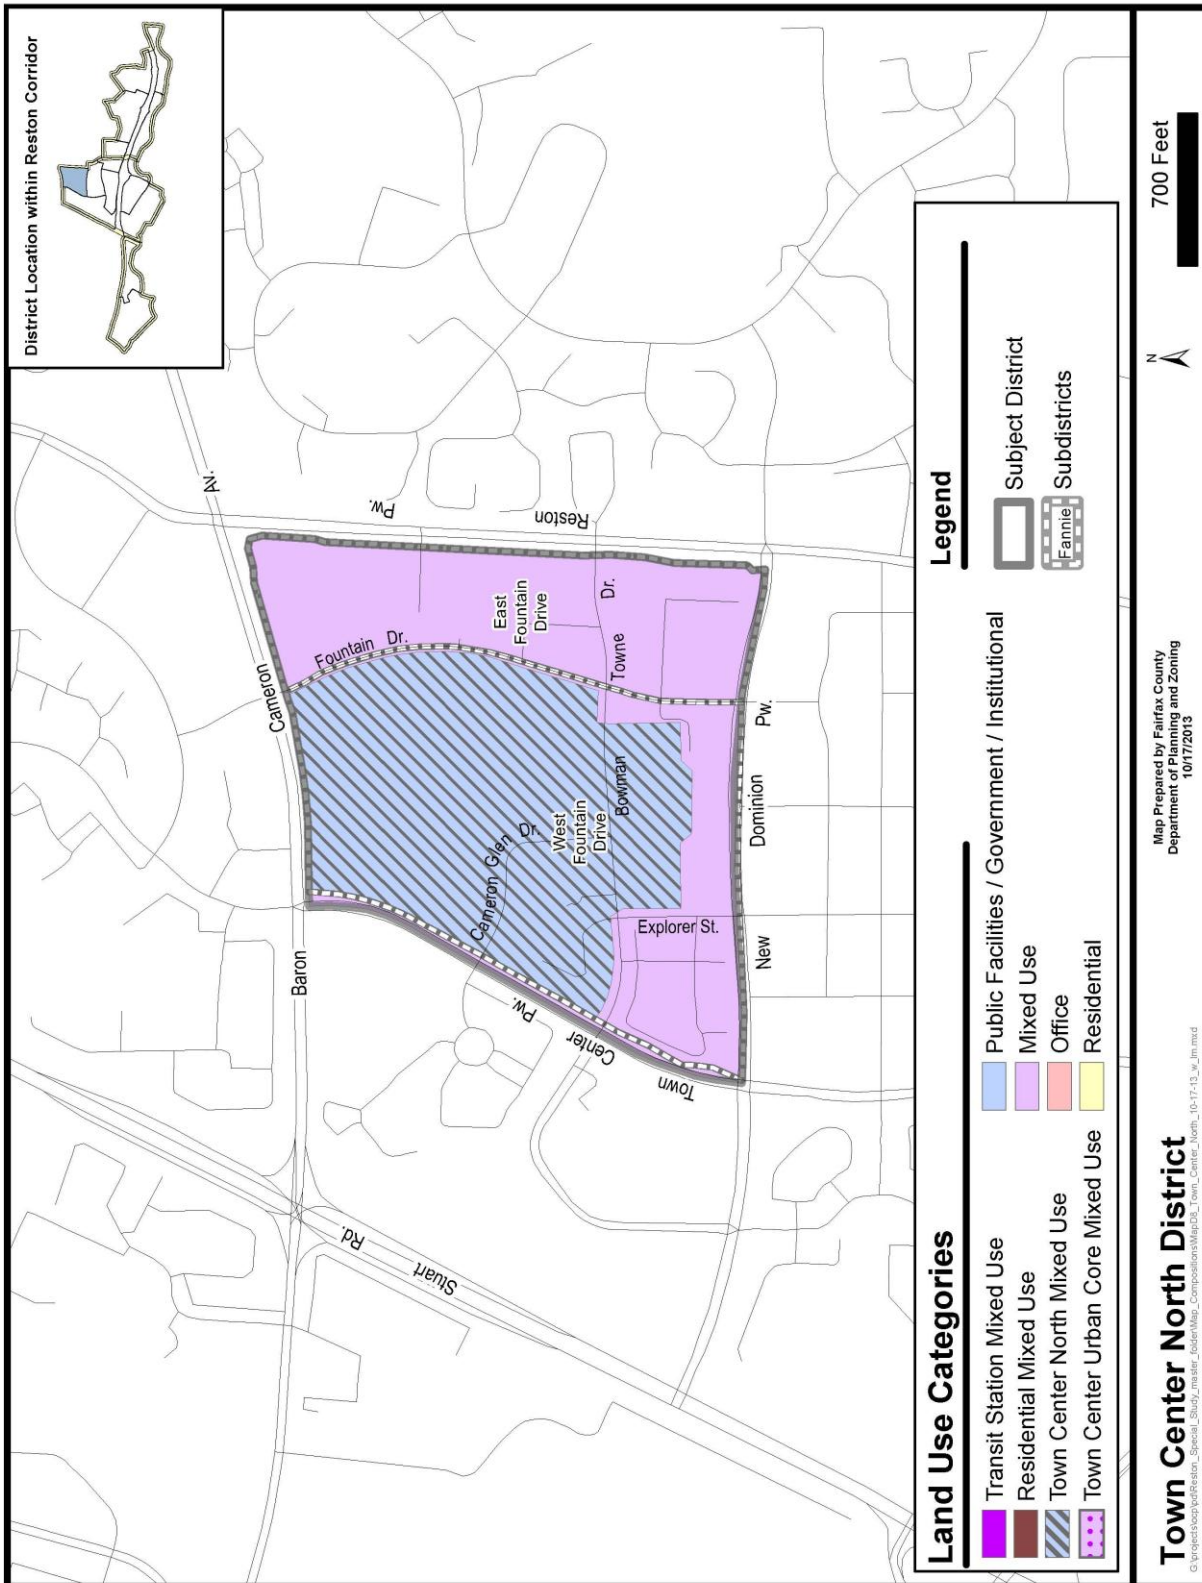 District Location within Reston Corridor
Cameron
Av.
Baron
Fountain Dr.
Pw.
Reston
East
Fountain
Drive
Cameron Glen Dr.
West
Fountain
Drive
Bowman
Towne
Dr.
Explorer St.
Town
Center
Pw.
New
Dominion
Pw.
Stuart
Rd.
Land Use Categories
Transit Station Mixed Use
Residential Mixed Use
Town Center North Mixed Use
Town Center Urban Core Mixed Use
Public Facilities / Government / Institutional
Mixed Use
Office
Residential
Legend
Subject District
Fannie
Subdistricts
Town Center North District
Map Prepared by Fairfax County
Department of Planning and Zoning
10/17/2013
N
700 Feet